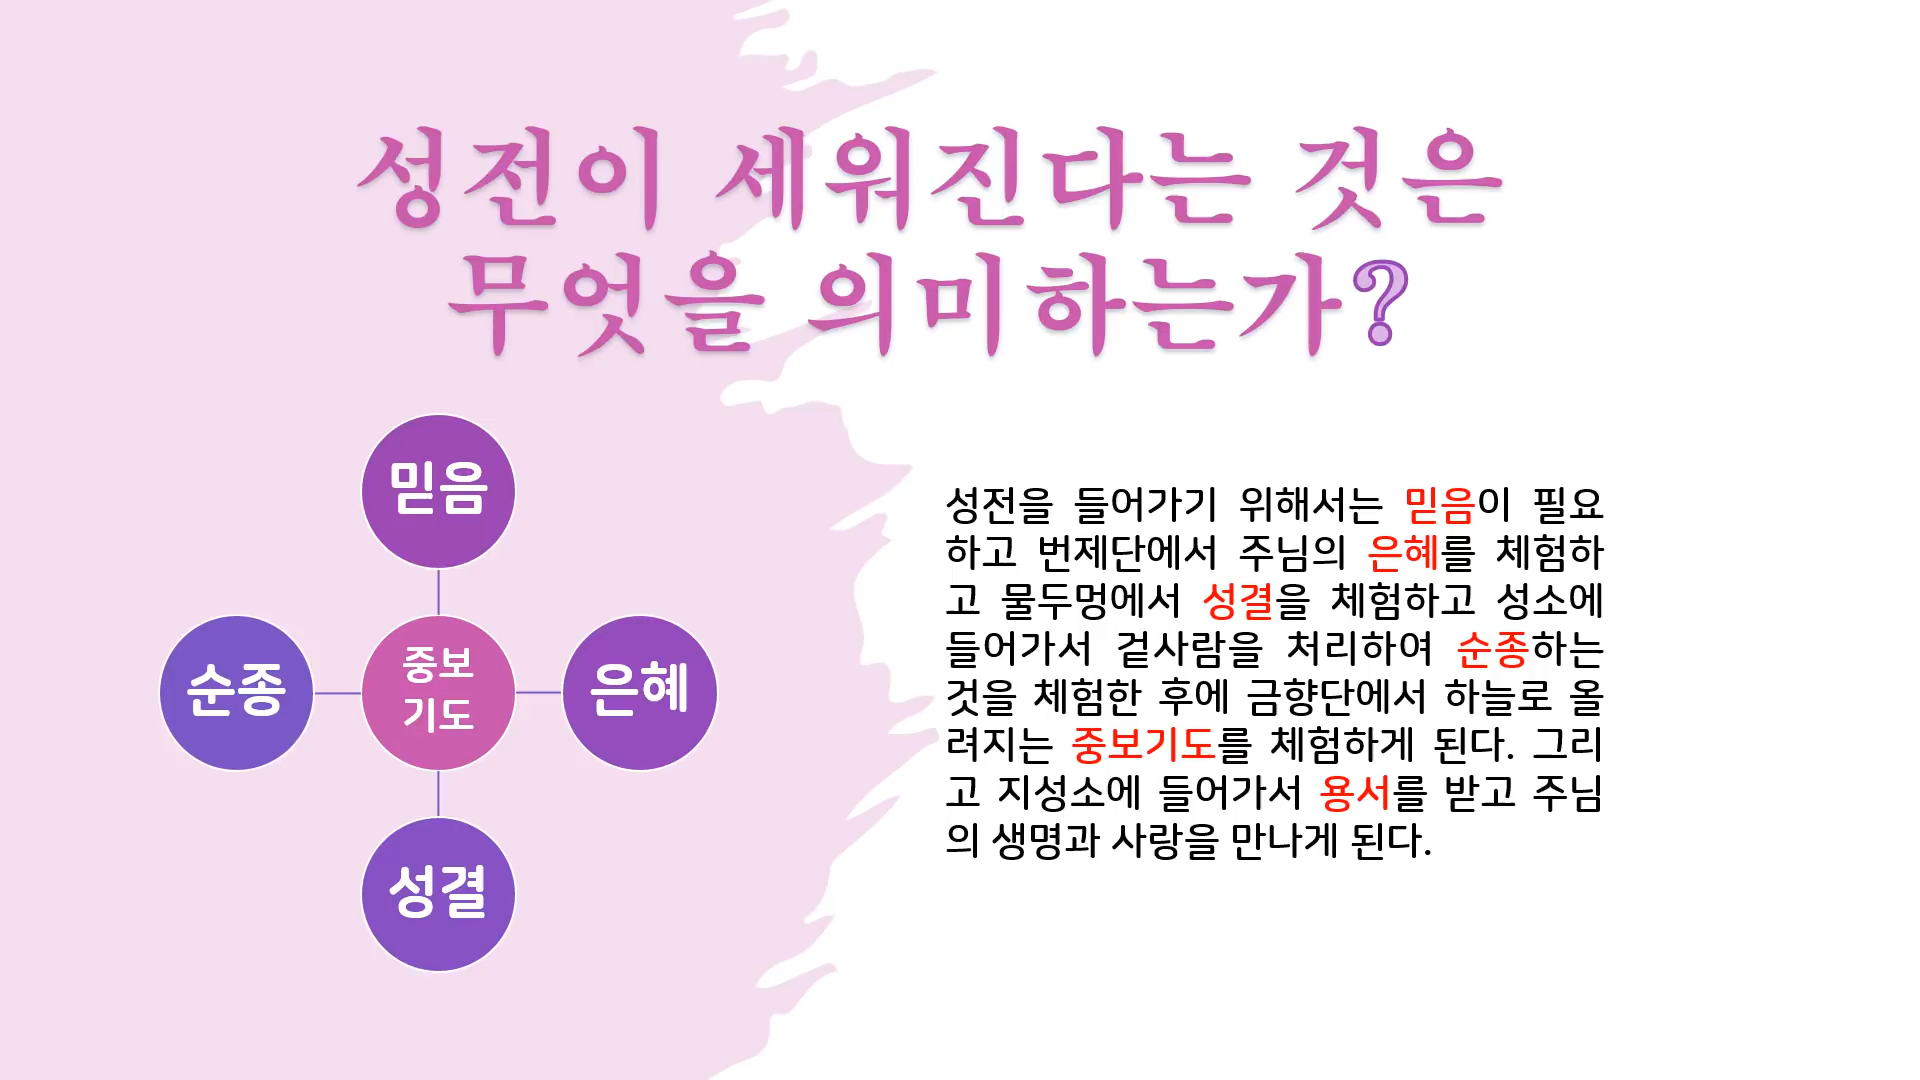 성전이 세워진다는 것은
무엇을 의미하는가?
믿음
순종
중보
기도
은혜
성결
성전을 들어가기 위해서는 믿음이 필요
하고 번제단에서 주님의 은혜를 체험하
고 물두멍에서 성결을 체험하고 성소에
들어가서 겉사람을 처리하여 순종하는
것을 체험한 후에 금향단에서 하늘로 올
려지는 중보기도를 체험하게 된다. 그리
고 지성소에 들어가서 용서를 받고 주님
의 생명과 사랑을 만나게 된다.